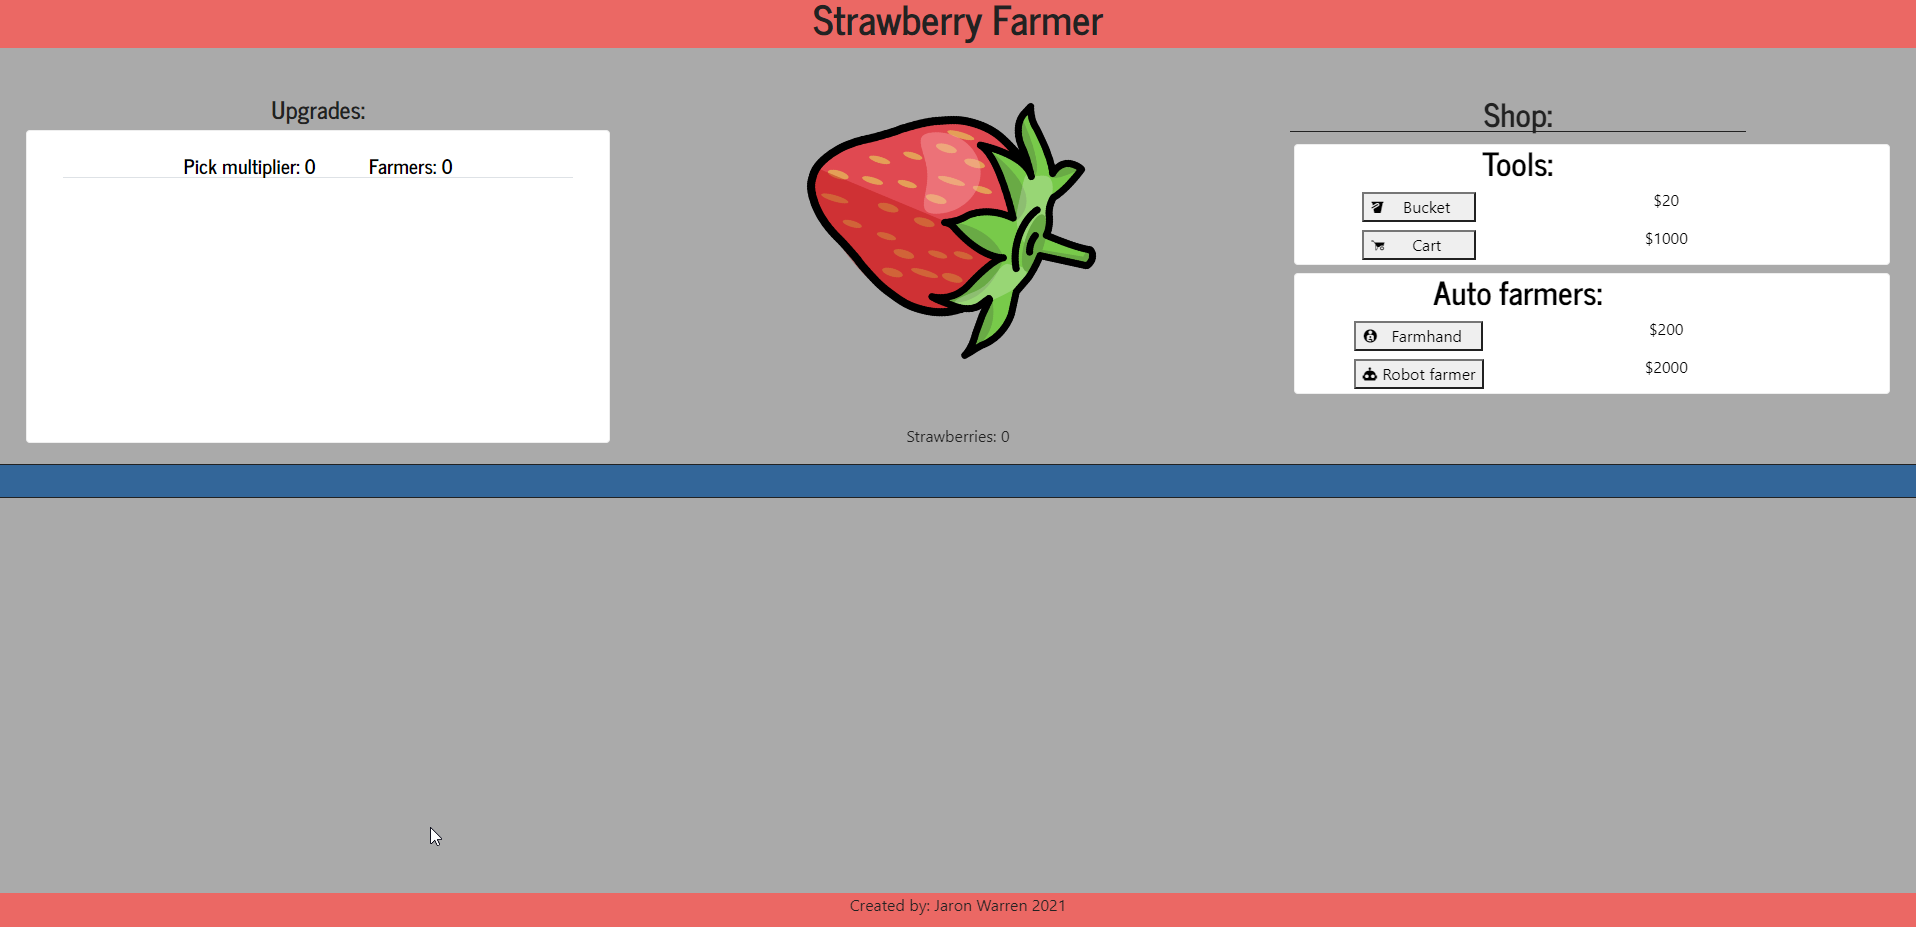 Strawberry Farmer
Upgrades:
Pick multiplier: 0 Farmers: 0
Strawberries: 0
Shop:
Tools:
Bucket $20
Cart $1000
Auto farmers:
Farmhand $200
Robot farmer $2000
Created by: Jaron Warren 2021